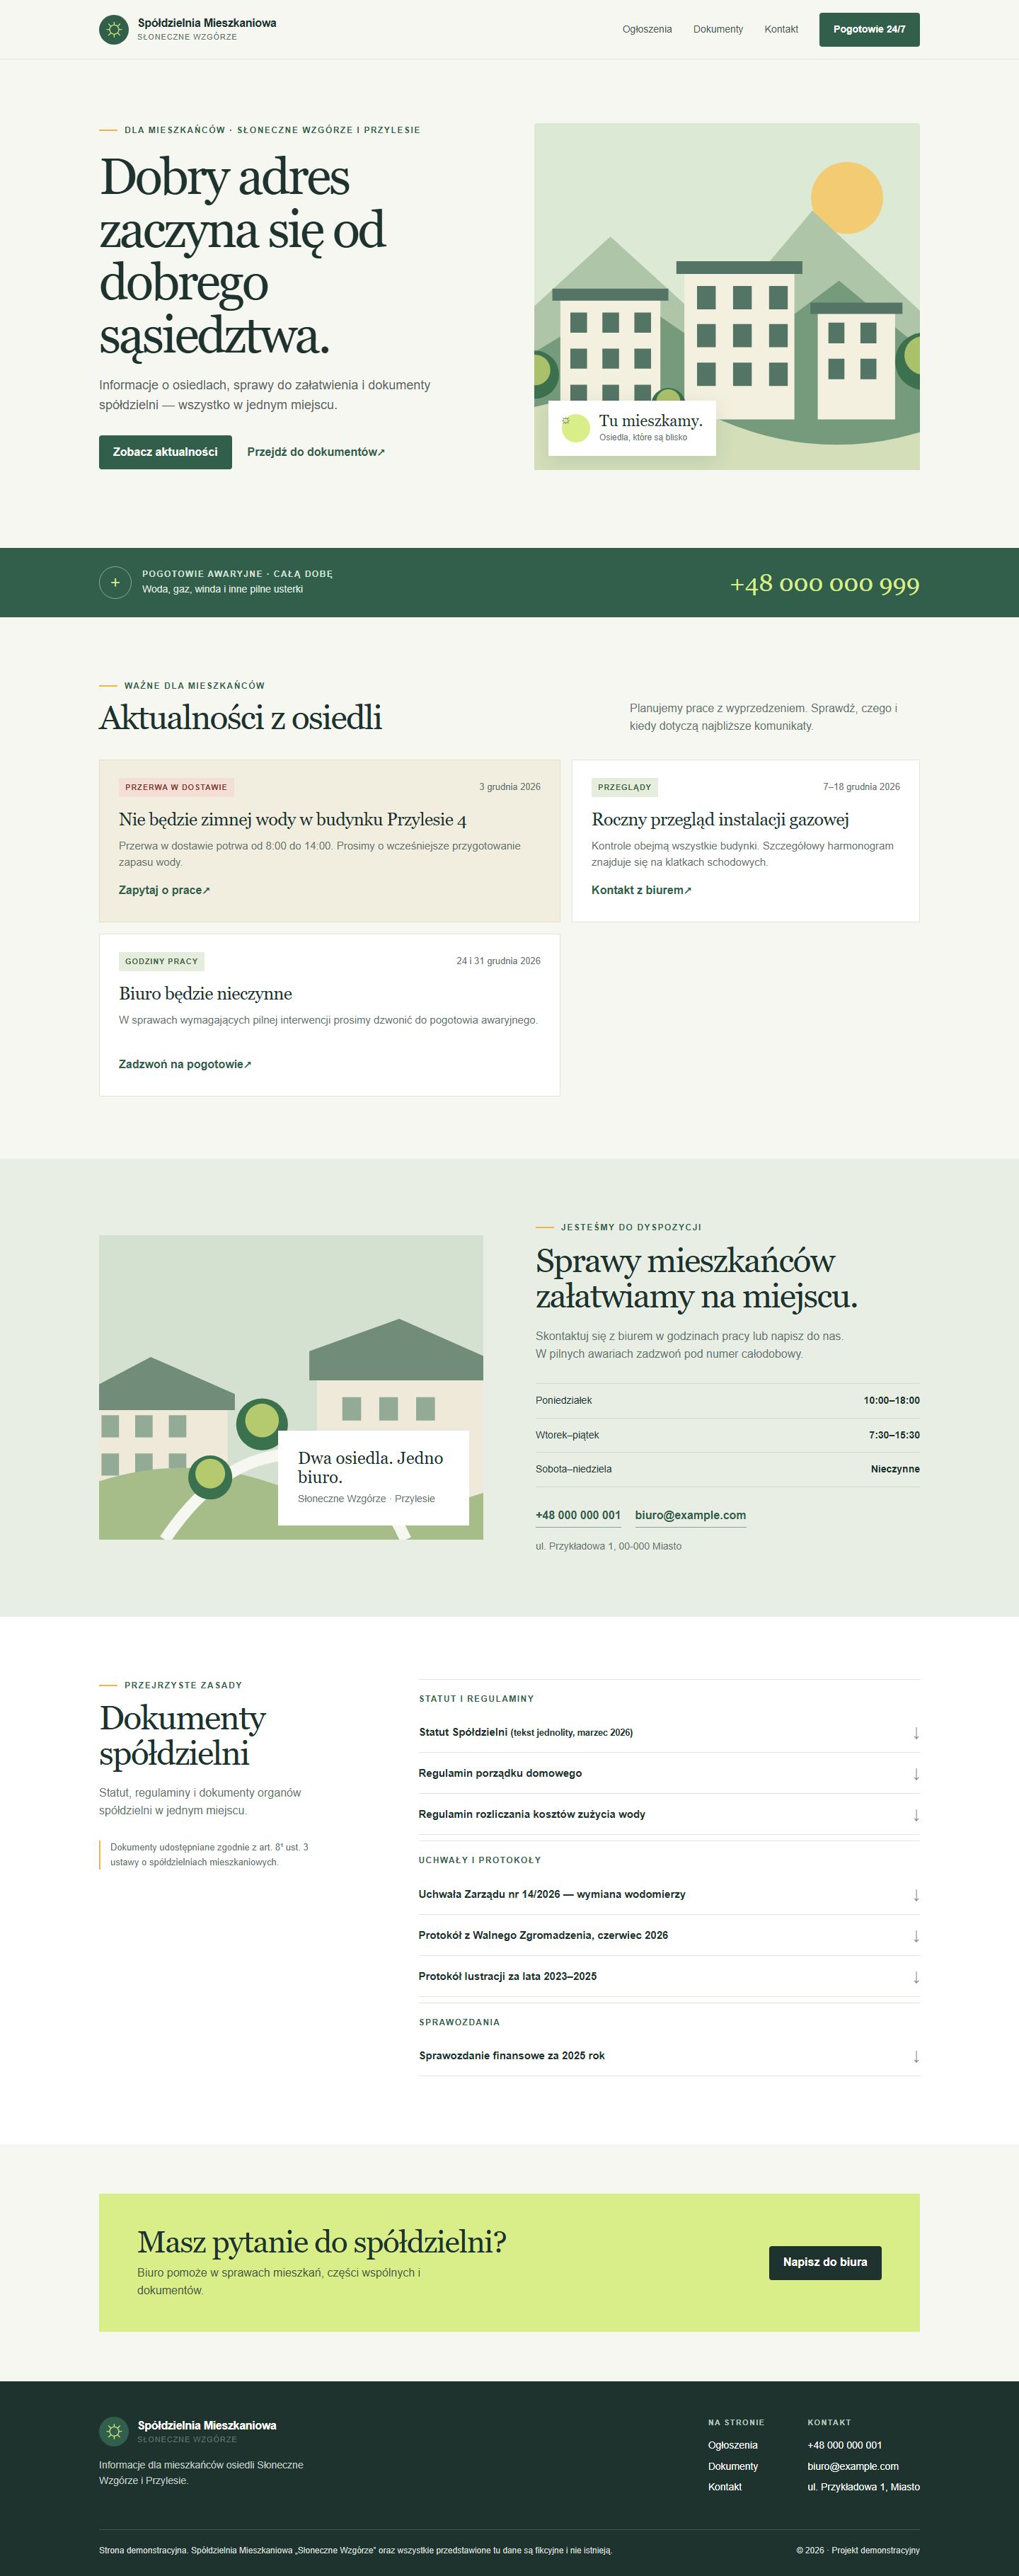 Spółdzielnia Mieszkaniowa
SŁONECZNE WZGÓRZE
Ogłoszenia
Dokumenty
Kontakt
Pogotowie 24/7
DLA MIESZKAŃCÓW · SŁONECZNE WZGÓRZE I PRZYLESIE
Dobry adres
zaczyna się od
dobrego
sąsiedztwa.
Informacje o osiedlach, sprawy do załatwienia i dokumenty
spółdzielni — wszystko w jednym miejscu.
Zobacz aktualności
Przejdź do dokumentów↗
Tu mieszkamy.
Osiedla, które są blisko
POGOTOWIE AWARYJNE · CAŁĄ DOBĘ
Woda, gaz, winda i inne pilne usterki
+48 000 000 999
WAŻNE DLA MIESZKAŃCÓW
Aktualności z osiedli
Planujemy prace z wyprzedzeniem. Sprawdź, czego i
kiedy dotyczą najbliższe komunikaty.
PRZERWA W DOSTAWIE
3 grudnia 2026
Nie będzie zimnej wody w budynku Przylesie 4
Przerwa w dostawie potrwa od 8:00 do 14:00. Prosimy o wcześniejsze przygotowanie
zapasu wody.
Zapytaj o prace↗
PRZEGLĄDY
7–18 grudnia 2026
Roczny przegląd instalacji gazowej
Kontrole obejmą wszystkie budynki. Szczegółowy harmonogram
znajduje się na klatkach schodowych.
Kontakt z biurem↗
GODZINY PRACY
24 i 31 grudnia 2026
Biuro będzie nieczynne
W sprawach wymagających pilnej interwencji prosimy dzwonić do pogotowia awaryjnego.
Zadzwoń na pogotowie↗
JESTEŚMY DO DYSPOZYCJI
Sprawy mieszkańców
załatwiamy na miejscu.
Skontaktuj się z biurem w godzinach pracy lub napisz do nas.
W pilnych awariach zadzwoń pod numer całodobowy.
Poniedziałek
10:00–18:00
Wtorek–piątek
7:30–15:30
Sobota–niedziela
Nieczynne
+48 000 000 001
biuro@example.com
ul. Przykładowa 1, 00-000 Miasto
Dwa osiedla. Jedno
biuro.
Słoneczne Wzgórze · Przylesie
PRZEJRZYSTE ZASADY
Dokumenty
spółdzielni
Statut, regulaminy i dokumenty organów
spółdzielni w jednym miejscu.
Dokumenty udostępniane zgodnie z art. 8¹ ust. 3
ustawy o spółdzielniach mieszkaniowych.
STATUT I REGULAMINY
Statut Spółdzielni (tekst jednolity, marzec 2026)
Regulamin porządku domowego
Regulamin rozliczania kosztów zużycia wody
UCHWAŁY I PROTOKOŁY
Uchwała Zarządu nr 14/2026 — wymiana wodomierzy
Protokół z Walnego Zgromadzenia, czerwiec 2026
Protokół lustracji za lata 2023–2025
SPRAWOZDANIA
Sprawozdanie finansowe za 2025 rok
Masz pytanie do spółdzielni?
Biuro pomoże w sprawach mieszkań, części wspólnych i
dokumentów.
Napisz do biura
Spółdzielnia Mieszkaniowa
SŁONECZNE WZGÓRZE
Informacje dla mieszkańców osiedli Słoneczne
Wzgórze i Przylesie.
NA STRONIE
Ogłoszenia
Dokumenty
Kontakt
KONTAKT
+48 000 000 001
biuro@example.com
ul. Przykładowa 1, Miasto
Strona demonstracyjna. Spółdzielnia Mieszkaniowa „Słoneczne Wzgórze” oraz wszystkie przedstawione tu dane są fikcyjne i nie istnieją.
© 2026 · Projekt demonstracyjny